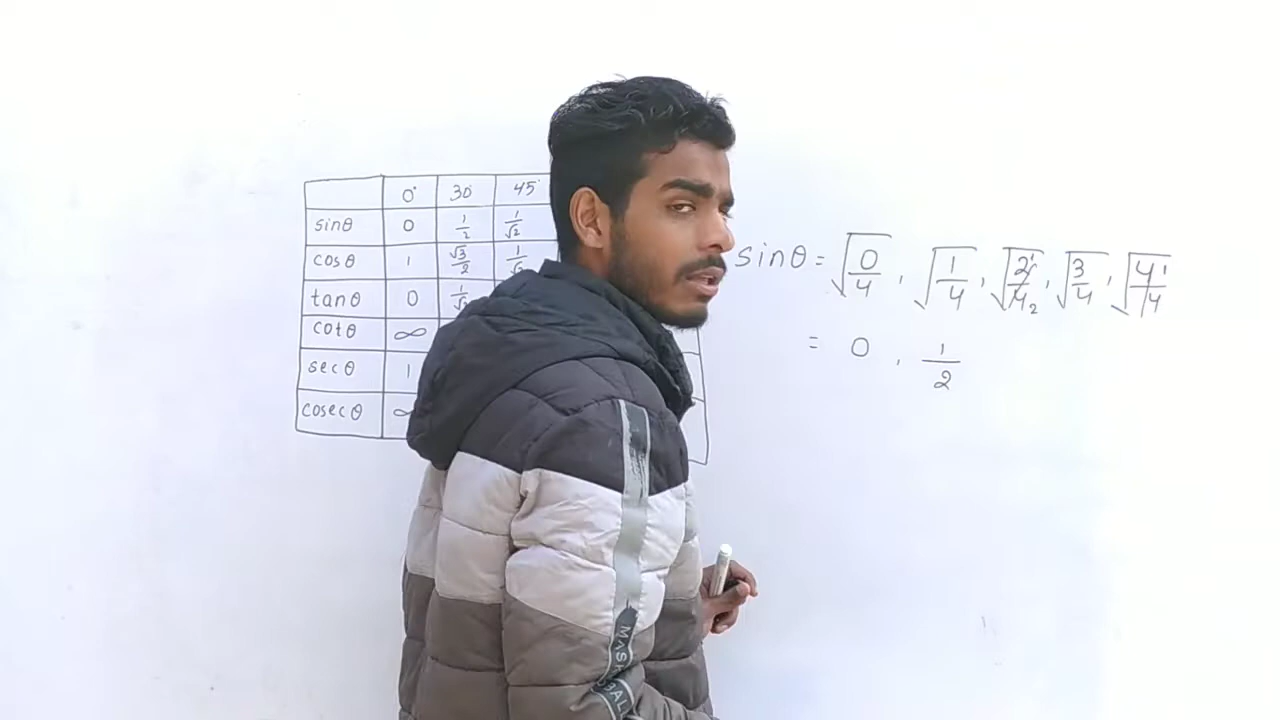 0° 30° 45°
sinθ 0 1/2 1/√2
cosθ 1 √3/2
tanθ 0
cotθ ∞
secθ 1
cosecθ
sinθ = √0/4 , √1/4 , √2/4 1 2 , √3/4 , √4/4 1
= 0 , 1/2